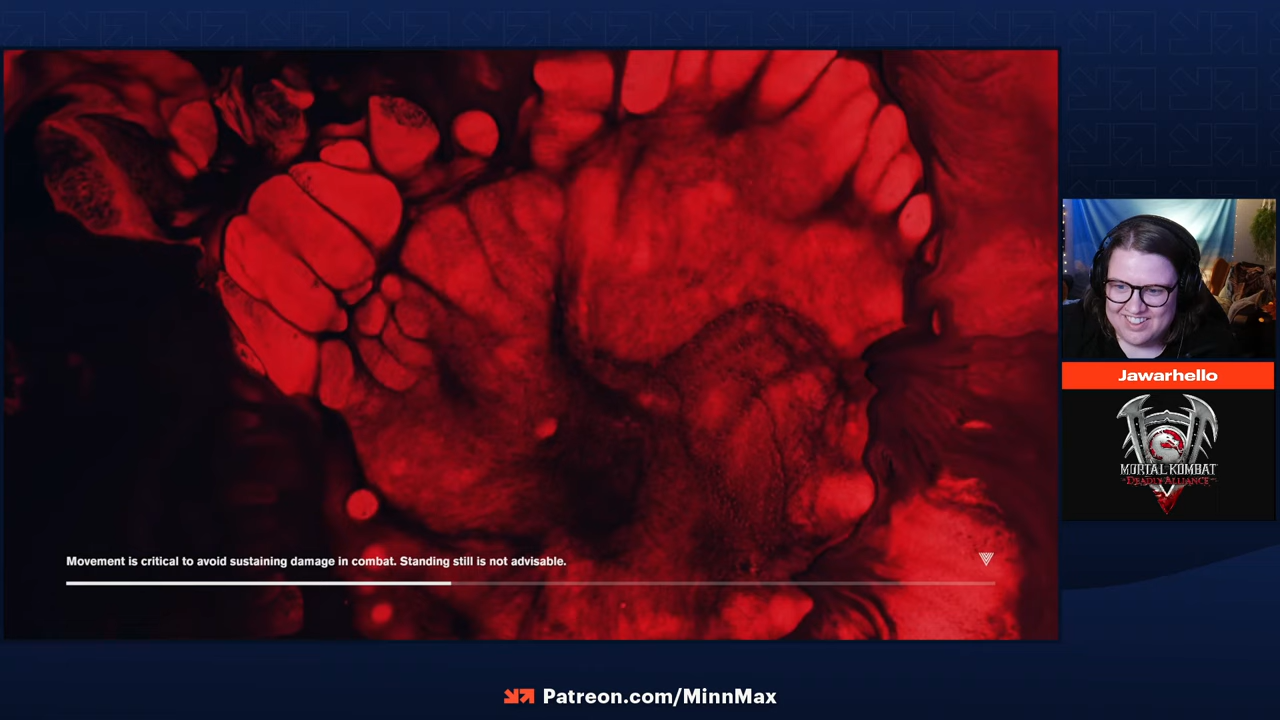 Jawarhello
MORTAL KOMBAT
DEADLY ALLIANCE
Movement is critical to avoid sustaining damage in combat. Standing still is not advisable.
Patreon.com/MinnMax